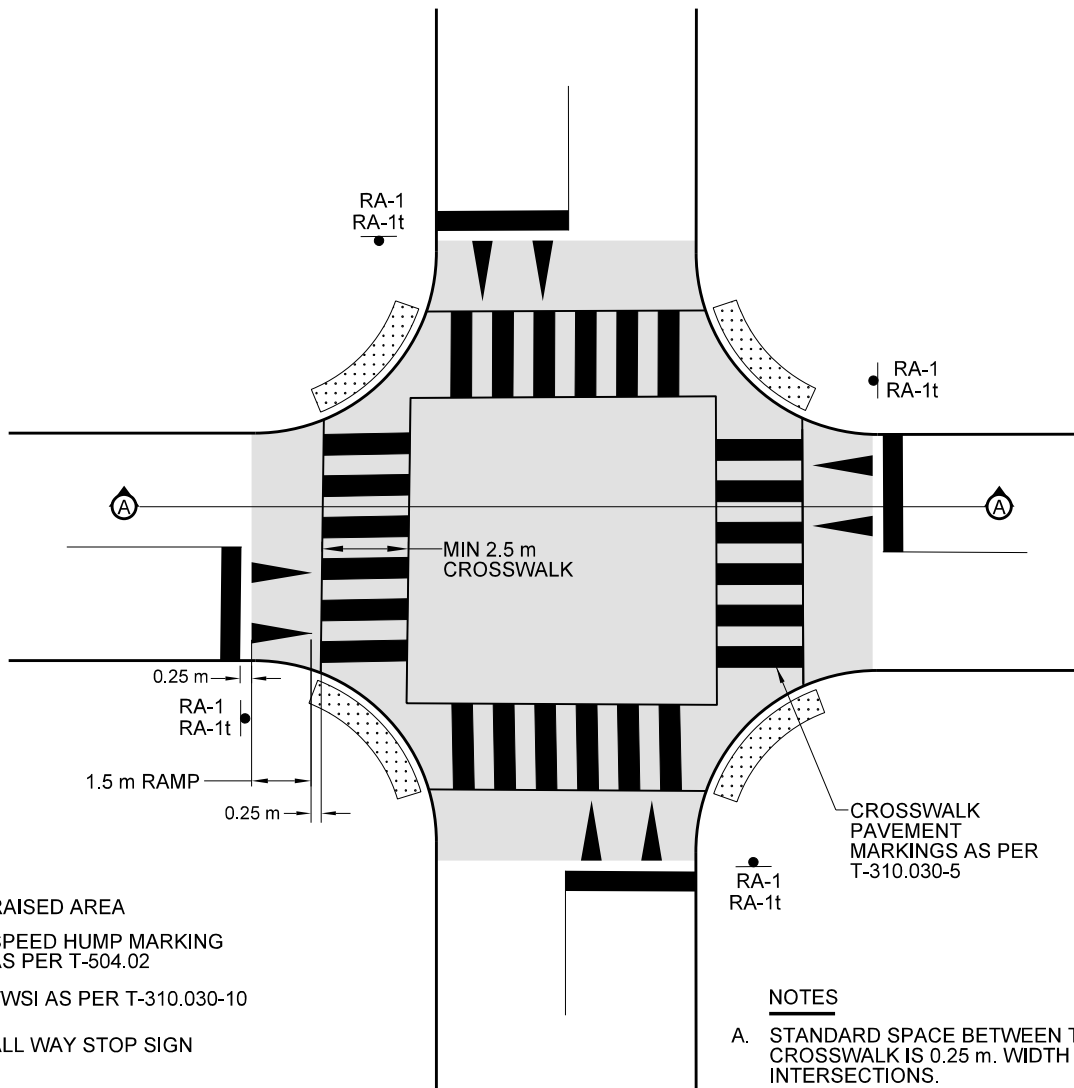 RA-1
RA-1t
RA-1
RA-1t
A
A
MIN 2.5 m
CROSSWALK
0.25 m
RA-1
RA-1t
1.5 m RAMP
0.25 m
CROSSWALK
PAVEMENT
MARKINGS AS PER
T-310.030-5
RA-1
RA-1t
RAISED AREA
SPEED HUMP MARKING
AS PER T-504.02
TWSI AS PER T-310.030-10
ALL WAY STOP SIGN
NOTES
A. STANDARD SPACE BETWEEN T
CROSSWALK IS 0.25 m. WIDTH
INTERSECTIONS.